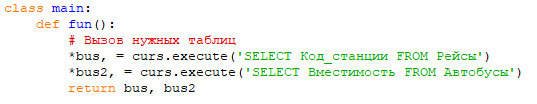 class main:
    def fun():
        # Вызов нужных таблиц
        *bus, = curs.execute('SELECT Код_станции FROM Рейсы')
        *bus2, = curs.execute('SELECT Вместимость FROM Автобусы')
        return bus, bus2